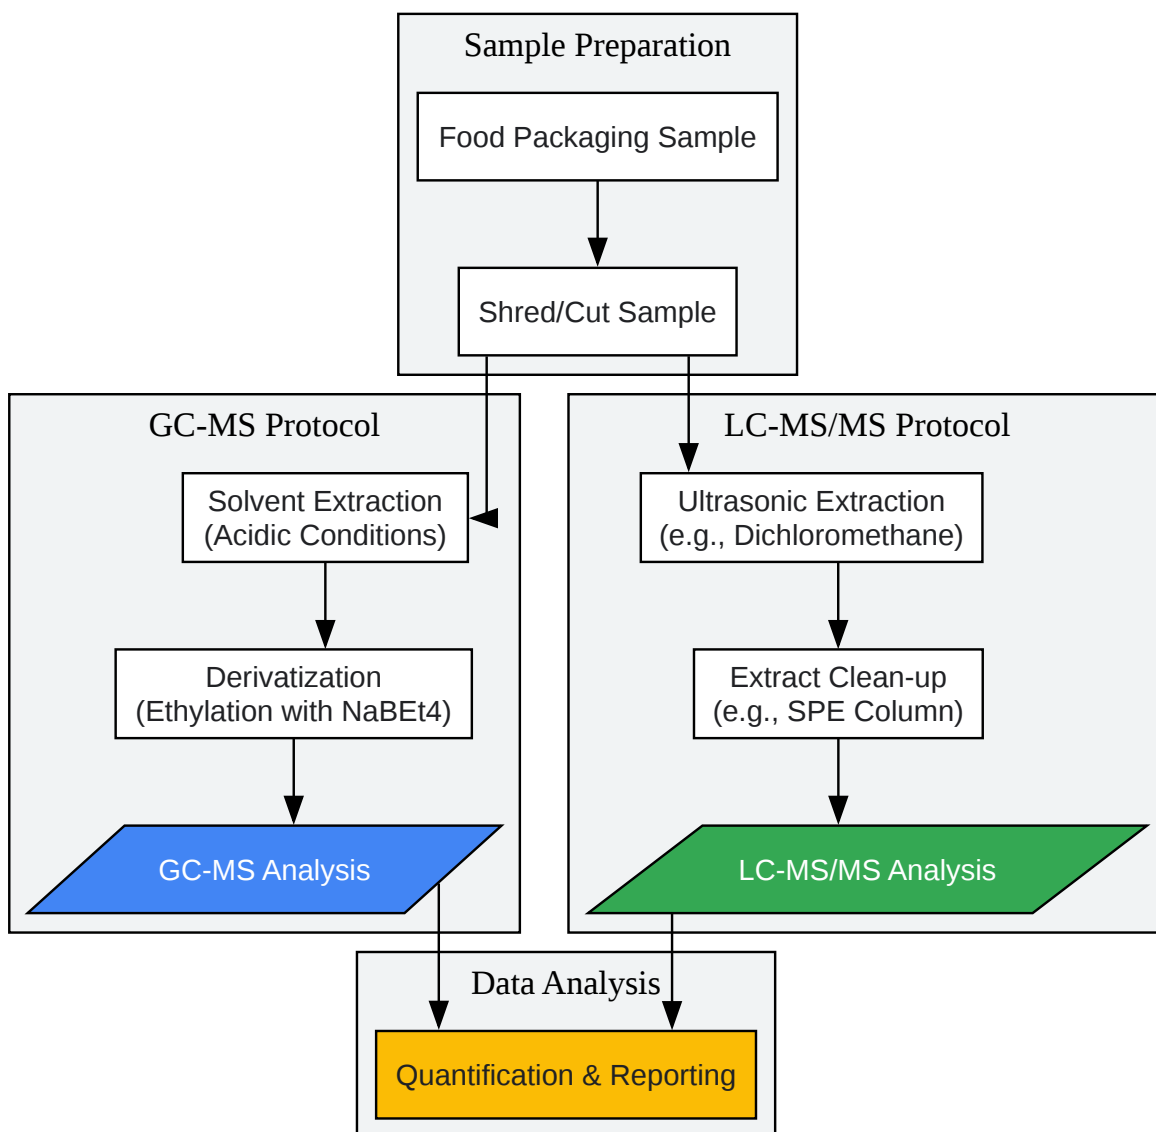 Sample Preparation
Food Packaging Sample
Shred/Cut Sample
GC-MS Protocol
Solvent Extraction
(Acidic Conditions)
Derivatization
(Ethylation with NaBEt4)
GC-MS Analysis
LC-MS/MS Protocol
Ultrasonic Extraction
(e.g., Dichloromethane)
Extract Clean-up
(e.g., SPE Column)
LC-MS/MS Analysis
Data Analysis
Quantification & Reporting